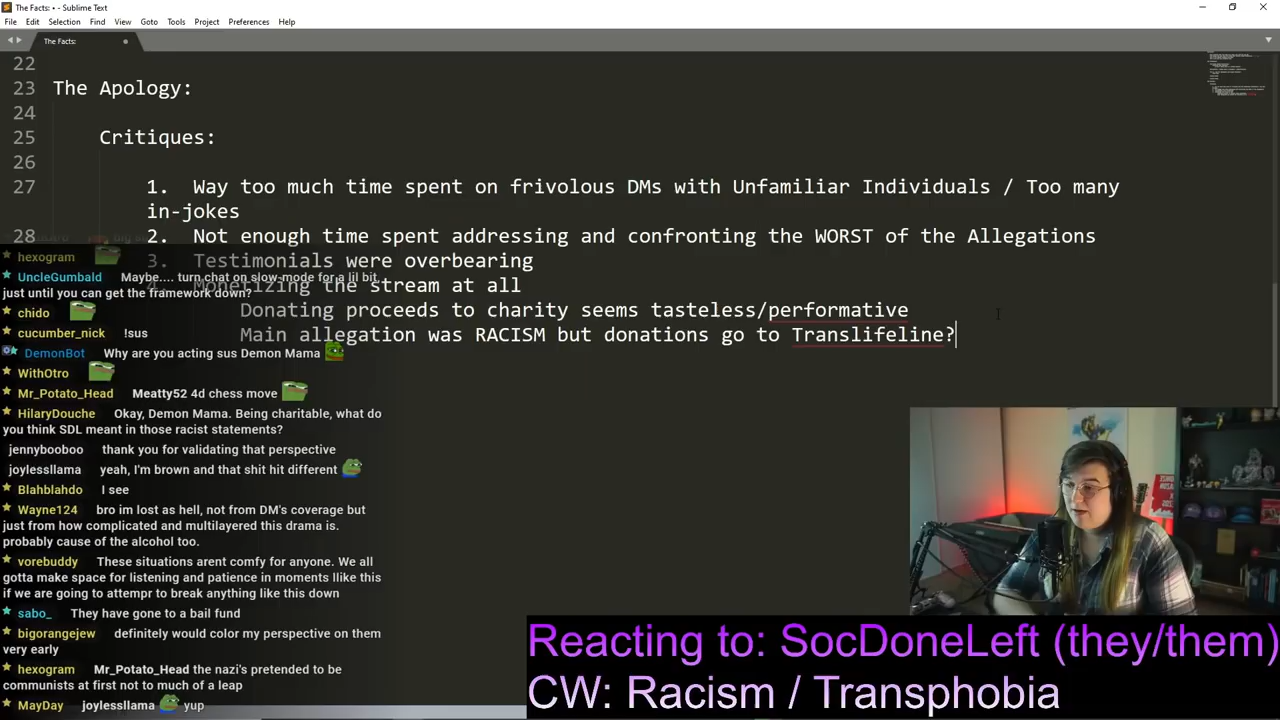 The Facts: • - Sublime Text
File Edit Selection Find View Goto Tools Project Preferences Help
The Facts:
22
23 The Apology:
24
25 Critiques:
26
27 1. Way too much time spent on frivolous DMs with Unfamiliar Individuals / Too many
in-jokes
28 2. Not enough time spent addressing and confronting the WORST of the Allegations
3. Testimonials were overbearing
4. Monetizing the stream at all
Donating proceeds to charity seems tasteless/performative
Main allegation was RACISM but donations go to Translifeline?
hexogram
UncleGumbald Maybe.... turn chat on slow-mode for a lil bit
just until you can get the framework down?
chido
cucumber_nick !sus
DemonBot Why are you acting sus Demon Mama
WithOtro
Mr_Potato_Head Meatty52 4d chess move
HilaryDouche Okay, Demon Mama. Being charitable, what do
you think SDL meant in those racist statements?
jennybooboo thank you for validating that perspective
joylessllama yeah, I'm brown and that shit hit different
Blahblahdo I see
Wayne124 bro im lost as hell, not from DM's coverage but
just from how complicated and multilayered this drama is.
probably cause of the alcohol too.
vorebuddy These situations arent comfy for anyone. We all
gotta make space for listening and patience in moments llike this
if we are going to attempr to break anything like this down
sabo_ They have gone to a bail fund
bigorangejew definitely would color my perspective on them
very early
hexogram Mr_Potato_Head the nazi's pretended to be
communists at first not to much of a leap
MayDay joylessllama yup
Reacting to: SocDoneLeft (they/them)
CW: Racism / Transphobia